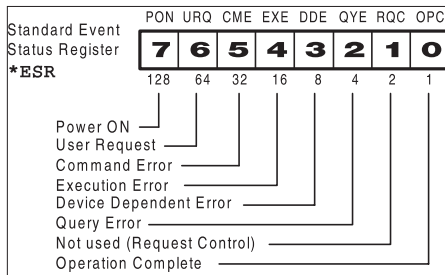 PON URQ CME EXE DDE QYE RQC OPC
Standard Event
Status Register
*ESR
7 6 5 4 3 2 1 0
128 64 32 16 8 4 2 1
Power ON
User Request
Command Error
Execution Error
Device Dependent Error
Query Error
Not used (Request Control)
Operation Complete